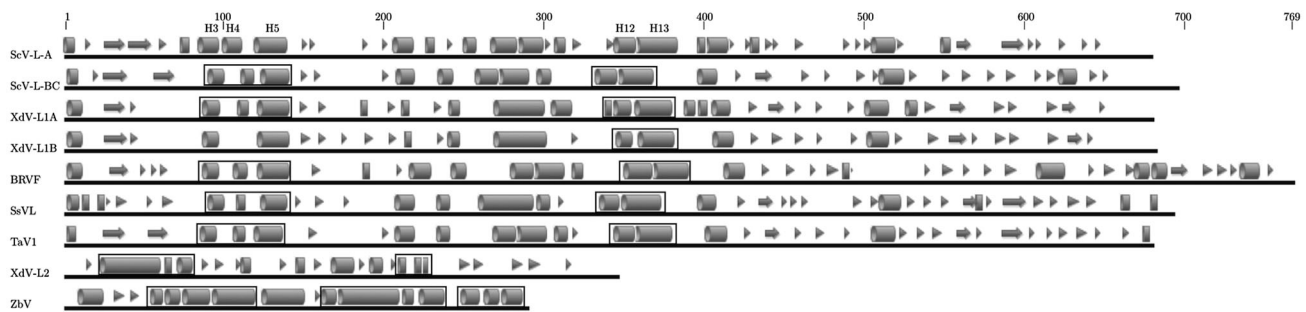 1 100 200 300 400 500 600 700 769
H3 H4 H5 H12 H13
ScV-L-A
ScV-L-BC
XdV-L1A
XdV-L1B
BRVF
SsVL
TaV1
XdV-L2
ZbV